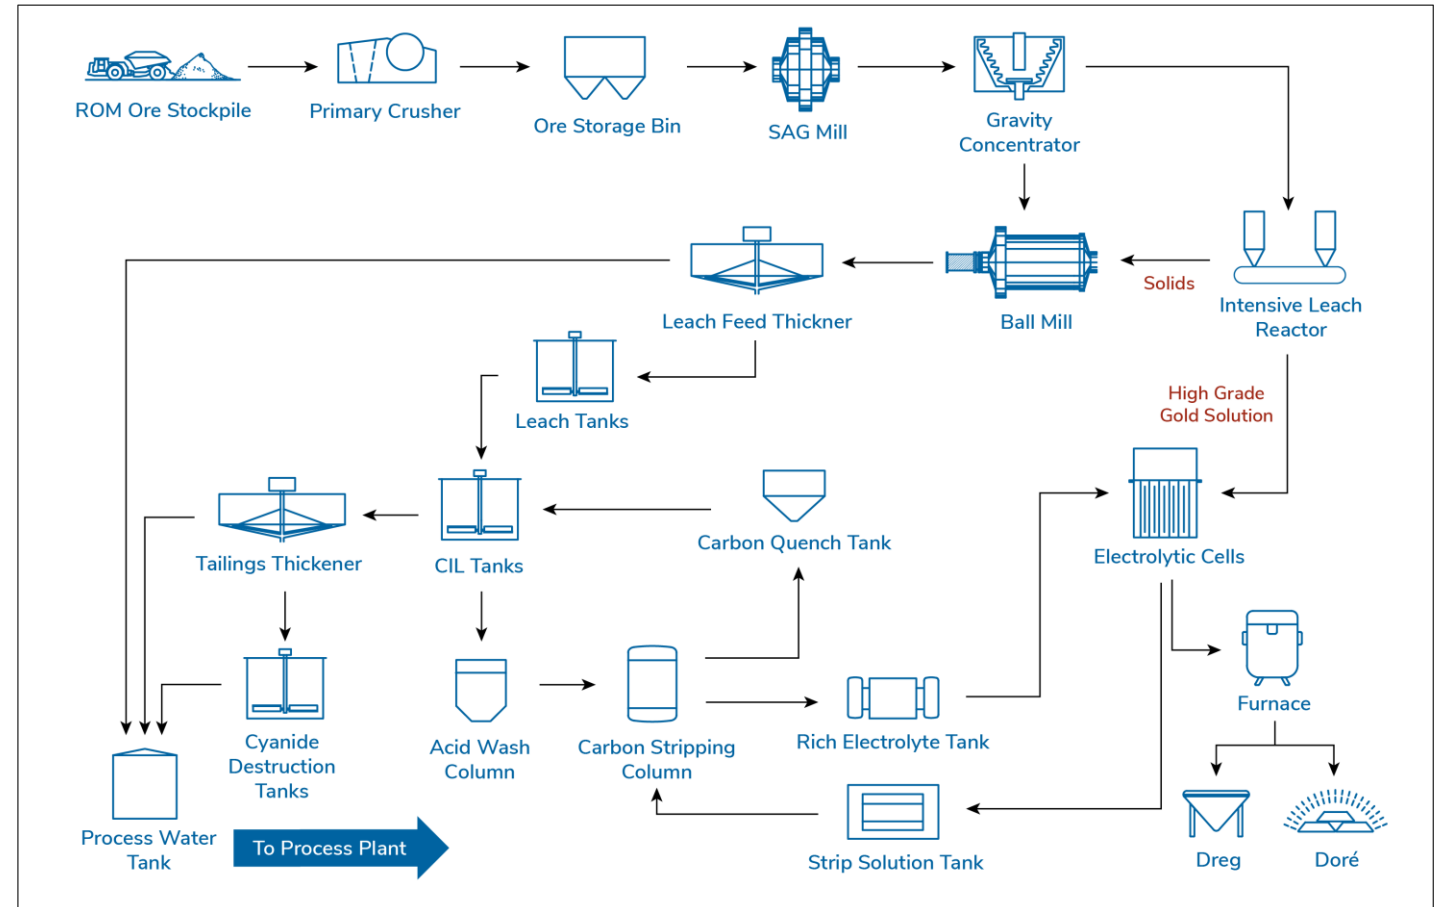 ROM Ore Stockpile
Primary Crusher
Ore Storage Bin
SAG Mill
Gravity
Concentrator
Leach Feed Thickner
Ball Mill
Solids
Intensive Leach
Reactor
Leach Tanks
High Grade
Gold Solution
Tailings Thickener
CIL Tanks
Carbon Quench Tank
Electrolytic Cells
Cyanide
Destruction
Tanks
Acid Wash
Column
Carbon Stripping
Column
Rich Electrolyte Tank
Furnace
Process Water
Tank
To Process Plant
Strip Solution Tank
Dreg
Doré